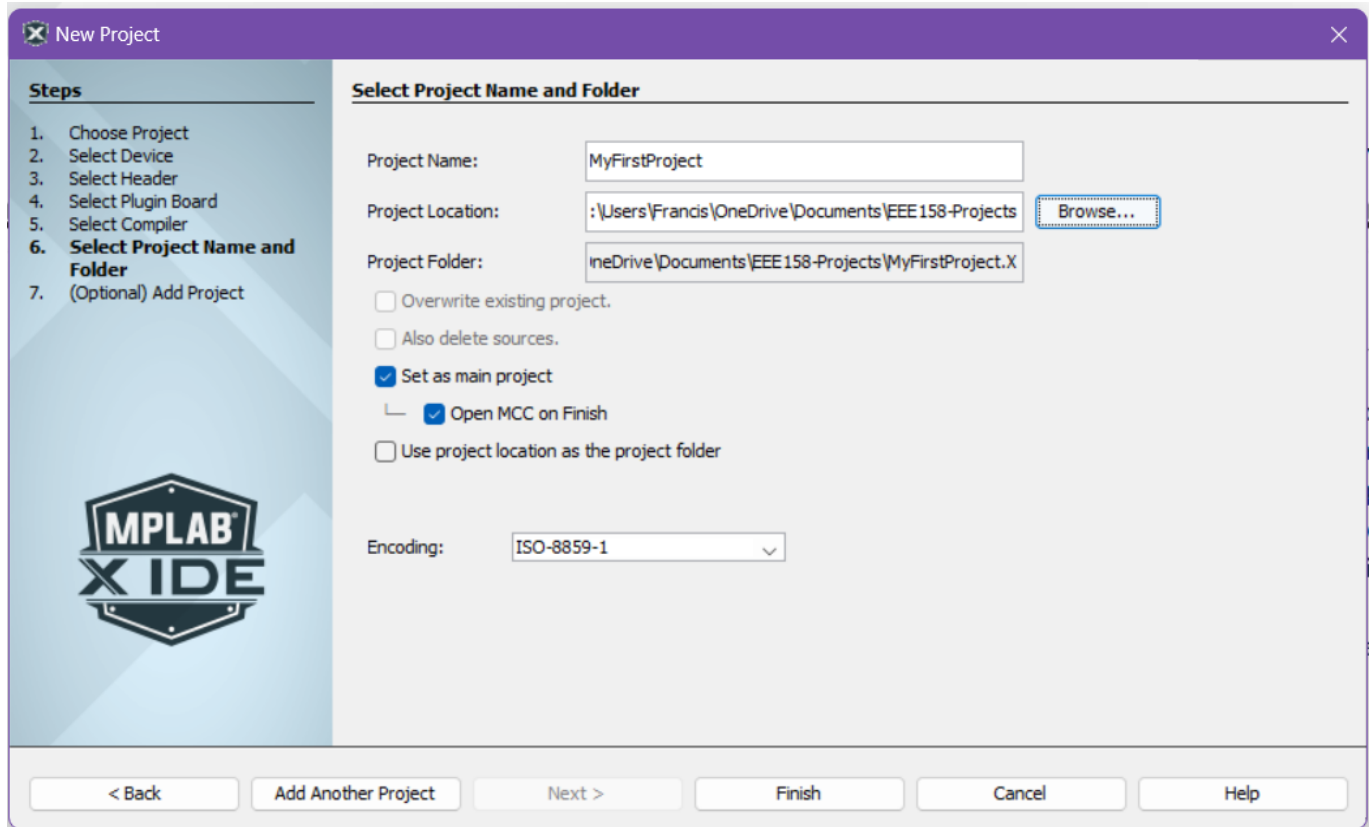 New Project
Steps
1. Choose Project
2. Select Device
3. Select Header
4. Select Plugin Board
5. Select Compiler
6. Select Project Name and
Folder
7. (Optional) Add Project
MPLAB®
X IDE
Select Project Name and Folder
Project Name: MyFirstProject
Project Location: :\Users\Francis\OneDrive\Documents\EEE158-Projects Browse...
Project Folder: neDrive\Documents\EEE158-Projects\MyFirstProject.X
Overwrite existing project.
Also delete sources.
Set as main project
Open MCC on Finish
Use project location as the project folder
Encoding: ISO-8859-1
< Back Add Another Project Next > Finish Cancel Help